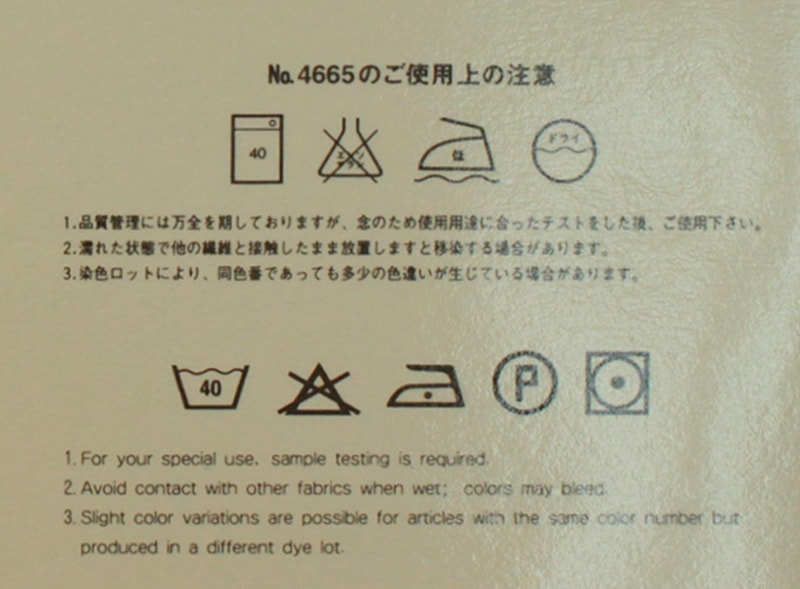 No.4665のご使用上の注意
40 エンソ サラシ 低 ドライ
1.品質管理には万全を期しておりますが、念のため使用用途に合ったテストをした後、ご使用下さい。
2.濡れた状態で他の繊維と接触したまま放置しますと移染する場合があります。
3.染色ロットにより、同色番であっても多少の色違いが生じている場合があります。
40 P
1. For your special use, sample testing is required.
2. Avoid contact with other fabrics when wet; colors may bleed.
3. Slight color variations are possible for articles with the same color number but
produced in a different dye lot.